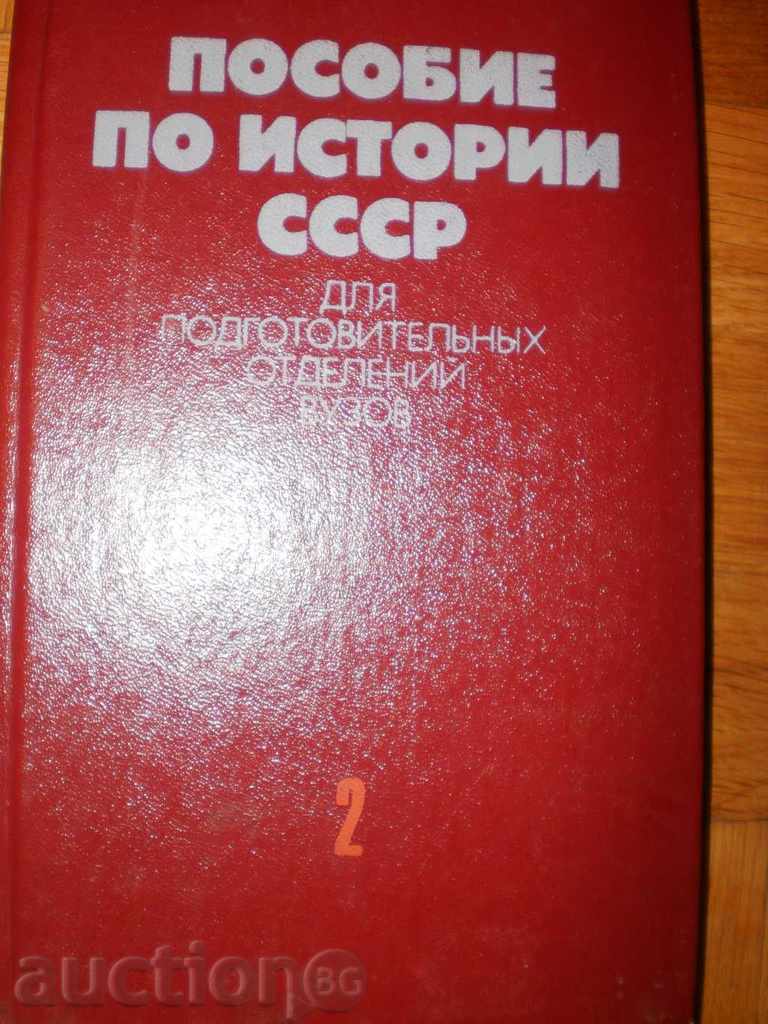 ПОСОБИЕ
ПО ИСТОРИИ
СССР
ДЛЯ
ПОДГОТОВИТЕЛЬНЫХ
ОТДЕЛЕНИЙ
ВУЗОВ
2
auction BG